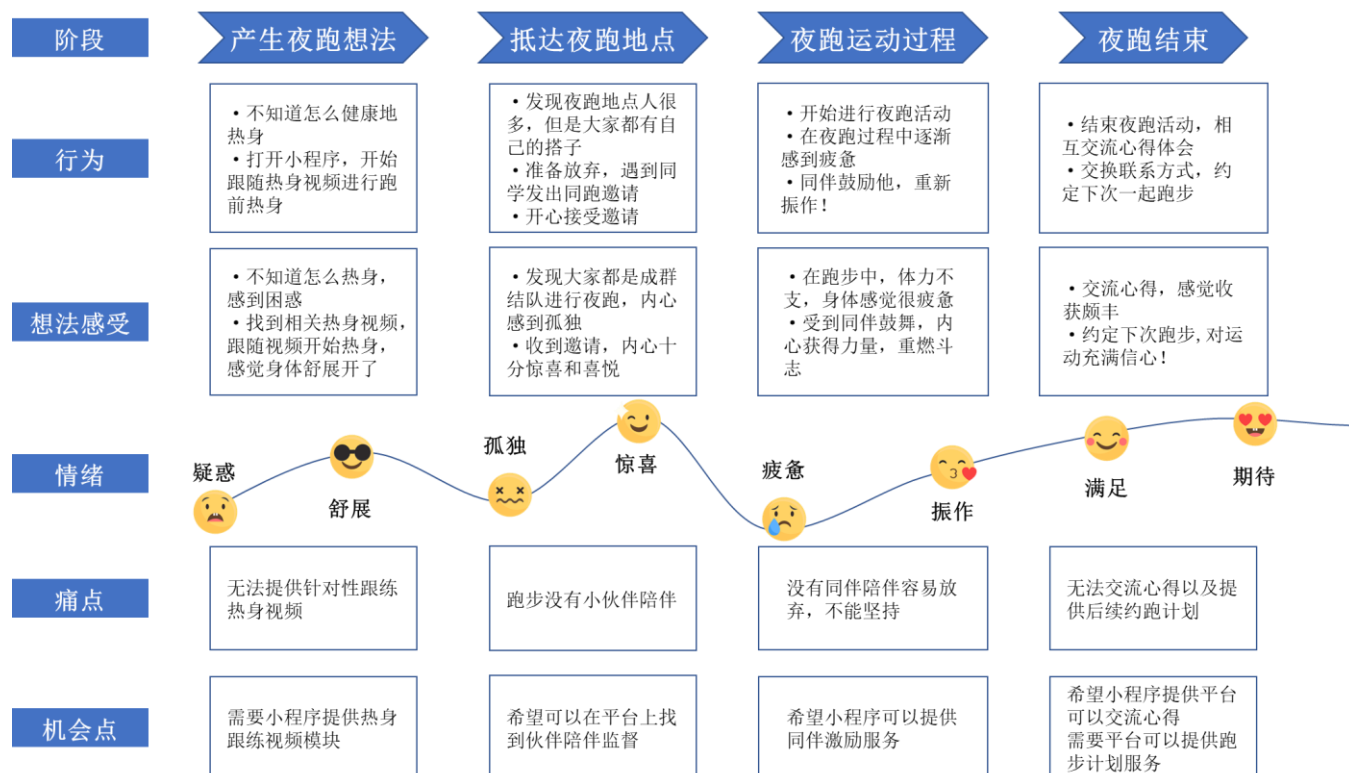 阶段
产生夜跑想法
抵达夜跑地点
夜跑运动过程
夜跑结束
行为
•不知道怎么健康地
热身
•打开小程序，开始
跟随热身视频进行跑
前热身
•发现夜跑地点人很
多，但是大家都有自
己的搭子
•准备放弃，遇到同
学发出同跑邀请
•开心接受邀请
•开始进行夜跑活动
•在夜跑过程中逐渐
感到疲惫
•同伴鼓励他，重新
振作！
•结束夜跑活动，相
互交流心得体会
•交换联系方式，约
定下次一起跑步
想法感受
•不知道怎么热身，
感到困惑
•找到相关热身视频，
跟随视频开始热身，
感觉身体舒展开了
•发现大家都是成群
结队进行夜跑，内心
感到孤独
•收到邀请，内心十
分惊喜和喜悦
•在跑步中，体力不
支，身体感觉很疲惫
•受到同伴鼓舞，内
心获得力量，重燃斗
志
•交流心得，感觉收
获颇丰
•约定下次跑步,对运
动充满信心！
情绪
疑惑
舒展
孤独
惊喜
疲惫
振作
满足
期待
痛点
无法提供针对性跟练
热身视频
跑步没有小伙伴陪伴
没有同伴陪伴容易放
弃，不能坚持
无法交流心得以及提
供后续约跑计划
机会点
需要小程序提供热身
跟练视频模块
希望可以在平台上找
到伙伴陪伴监督
希望小程序可以提供
同伴激励服务
希望小程序提供平台
可以交流心得
需要平台可以提供跑
步计划服务